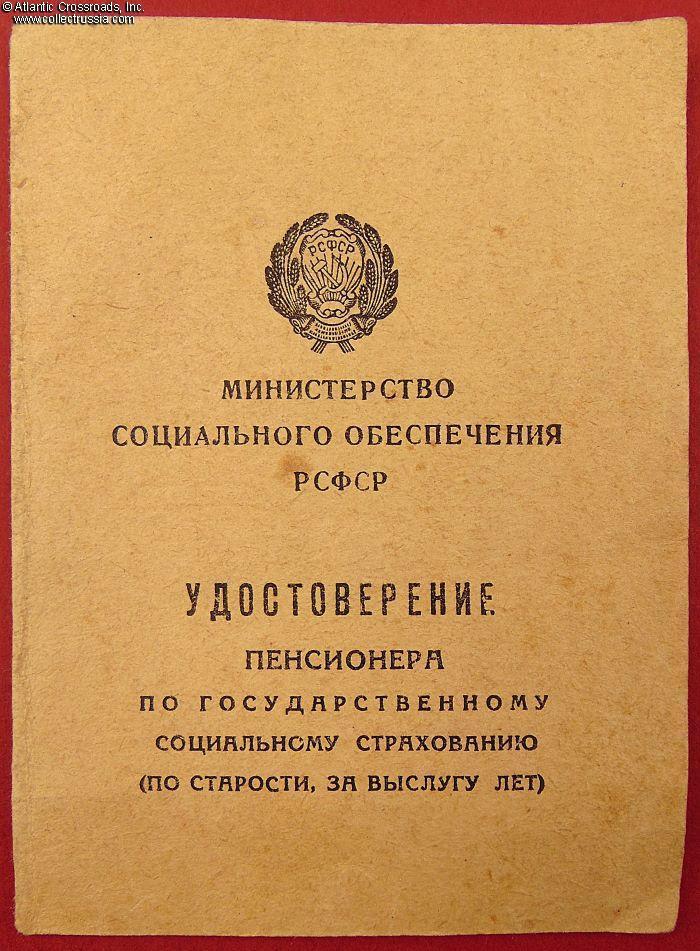 © Atlantic Crossroads, Inc.
www.collectrussia.com
РСФСР
МИНИСТЕРСТВО
СОЦИАЛЬНОГО ОБЕСПЕЧЕНИЯ
РСФСР
УДОСТОВЕРЕНИЕ
ПЕНСИОНЕРА
ПО ГОСУДАРСТВЕННОМУ
СОЦИАЛЬНОМУ СТРАХОВАНИЮ
(ПО СТАРОСТИ, ЗА ВЫСЛУГУ ЛЕТ)